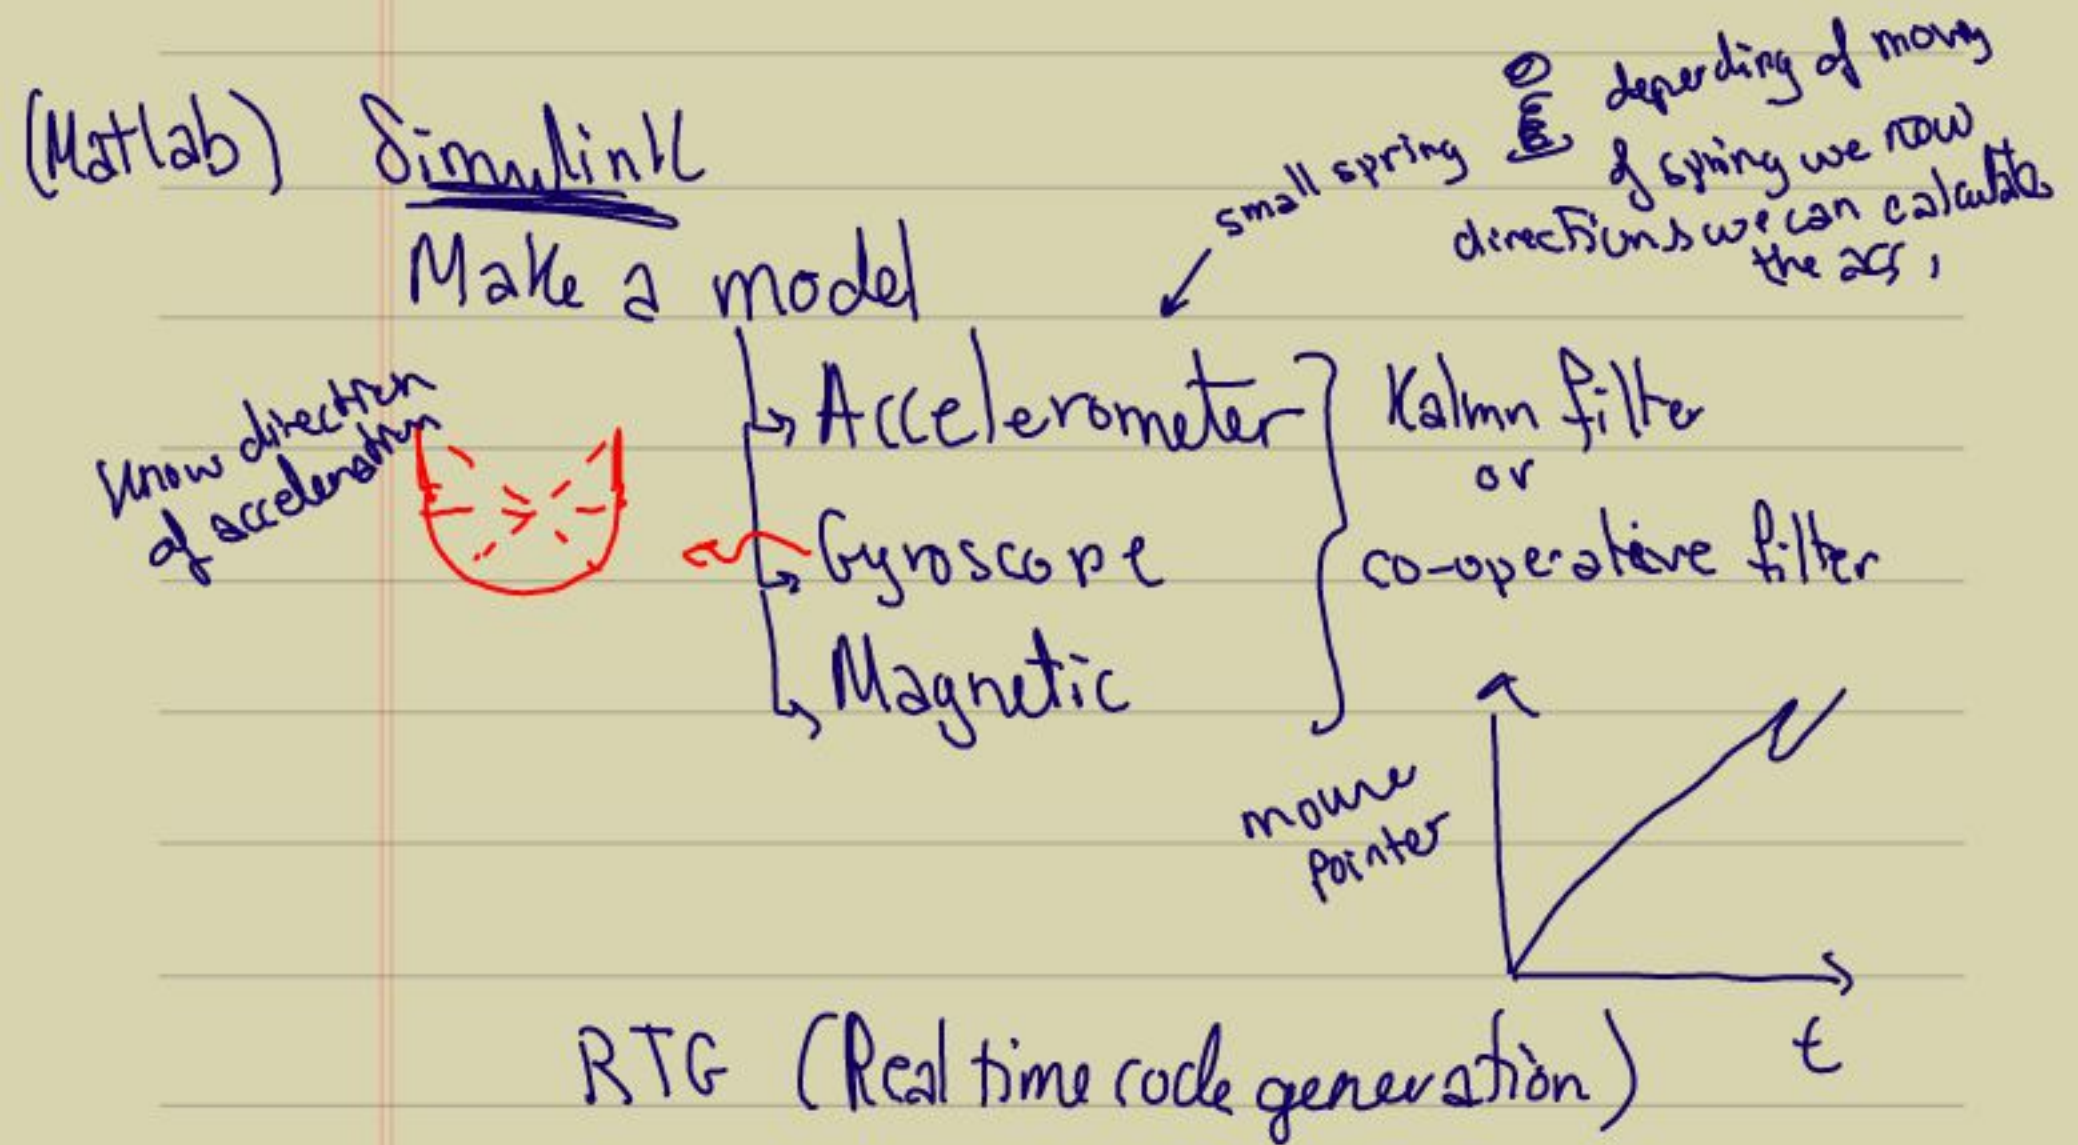 (Matlab) Simulink
Make a model
small spring
depending of moving
of spring we now
directions we can calculate
the acc,
Know direction
of acceleration
Accelerometer
Gyroscope
Magnetic
Kalmn filter
or
co-operative filter
mouse
pointer
t
RTG (Real time code generation)